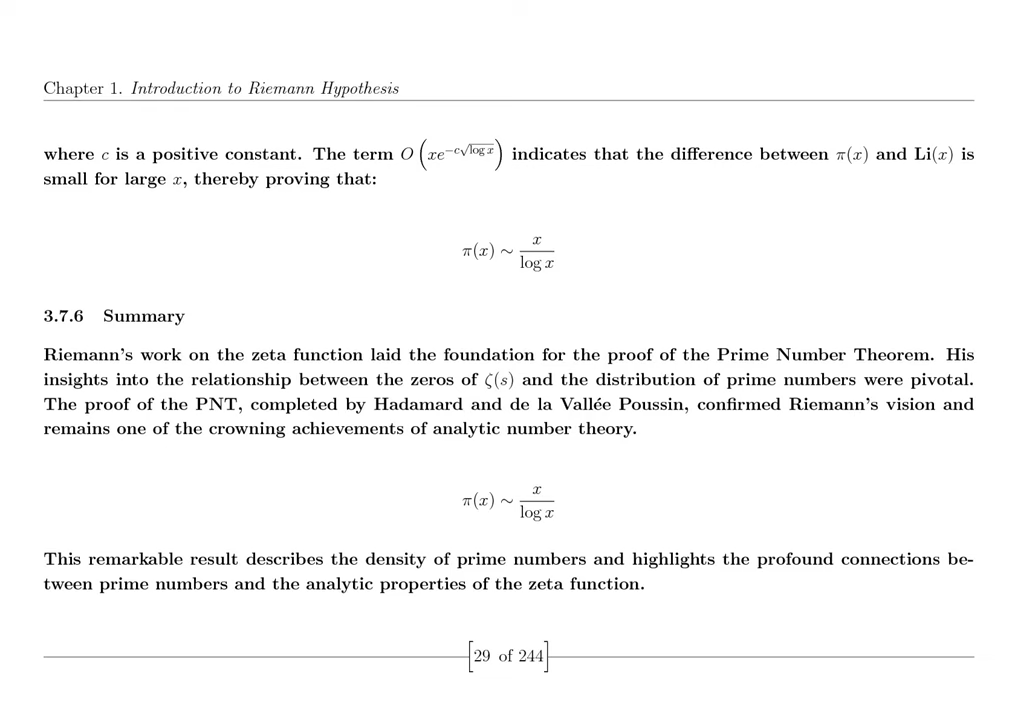 Chapter 1. Introduction to Riemann Hypothesis
where c is a positive constant. The term O(xe^{-c√log x}) indicates that the difference between π(x) and Li(x) is
small for large x, thereby proving that:
π(x) ∼ x/log x
3.7.6 Summary
Riemann's work on the zeta function laid the foundation for the proof of the Prime Number Theorem. His
insights into the relationship between the zeros of ζ(s) and the distribution of prime numbers were pivotal.
The proof of the PNT, completed by Hadamard and de la Vallée Poussin, confirmed Riemann's vision and
remains one of the crowning achievements of analytic number theory.
π(x) ∼ x/log x
This remarkable result describes the density of prime numbers and highlights the profound connections be-
tween prime numbers and the analytic properties of the zeta function.
[29 of 244]